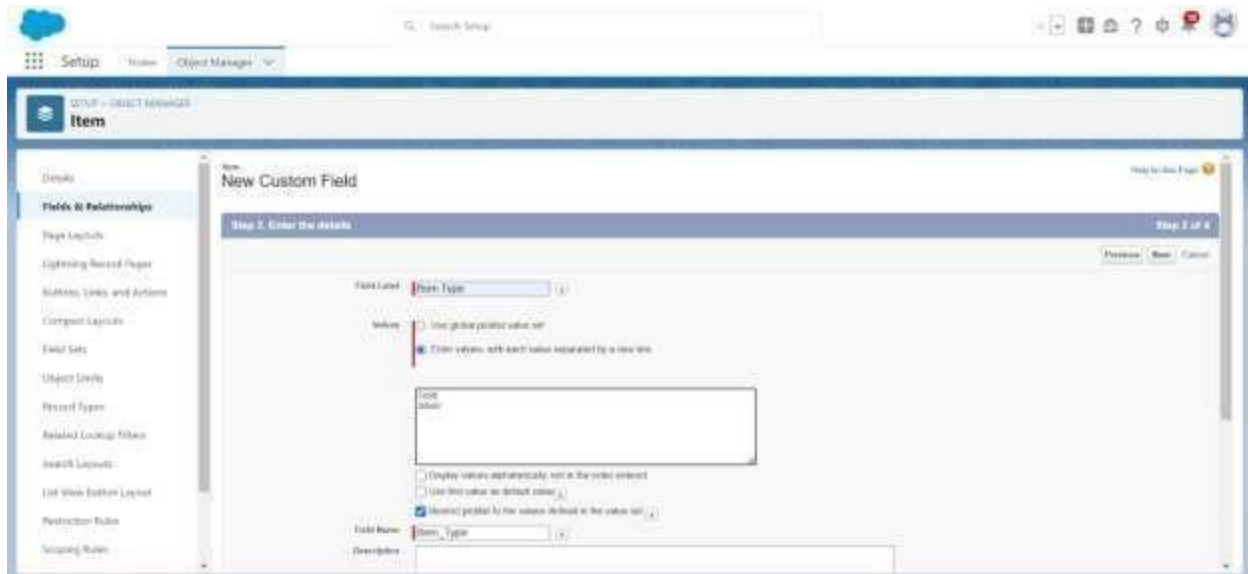 Search Setup
Setup Home Object Manager
SETUP > OBJECT MANAGER
Item
Details
Fields & Relationships
Page Layouts
Lightning Record Pages
Buttons, Links, and Actions
Compact Layouts
Field Sets
Object Limits
Record Types
Related Lookup Filters
Search Layouts
List View Button Layout
Restriction Rules
Scoping Rules
Item
New Custom Field
Help for this Page
Step 2. Enter the details
Step 2 of 4
Previous Next Cancel
Field Label Item Type
Values Use global picklist value set
Enter values, with each value separated by a new line
Display values alphabetically, not in the order entered
Use first value as default value
Restrict picklist to the values defined in the value set
Field Name Item_Type
Description